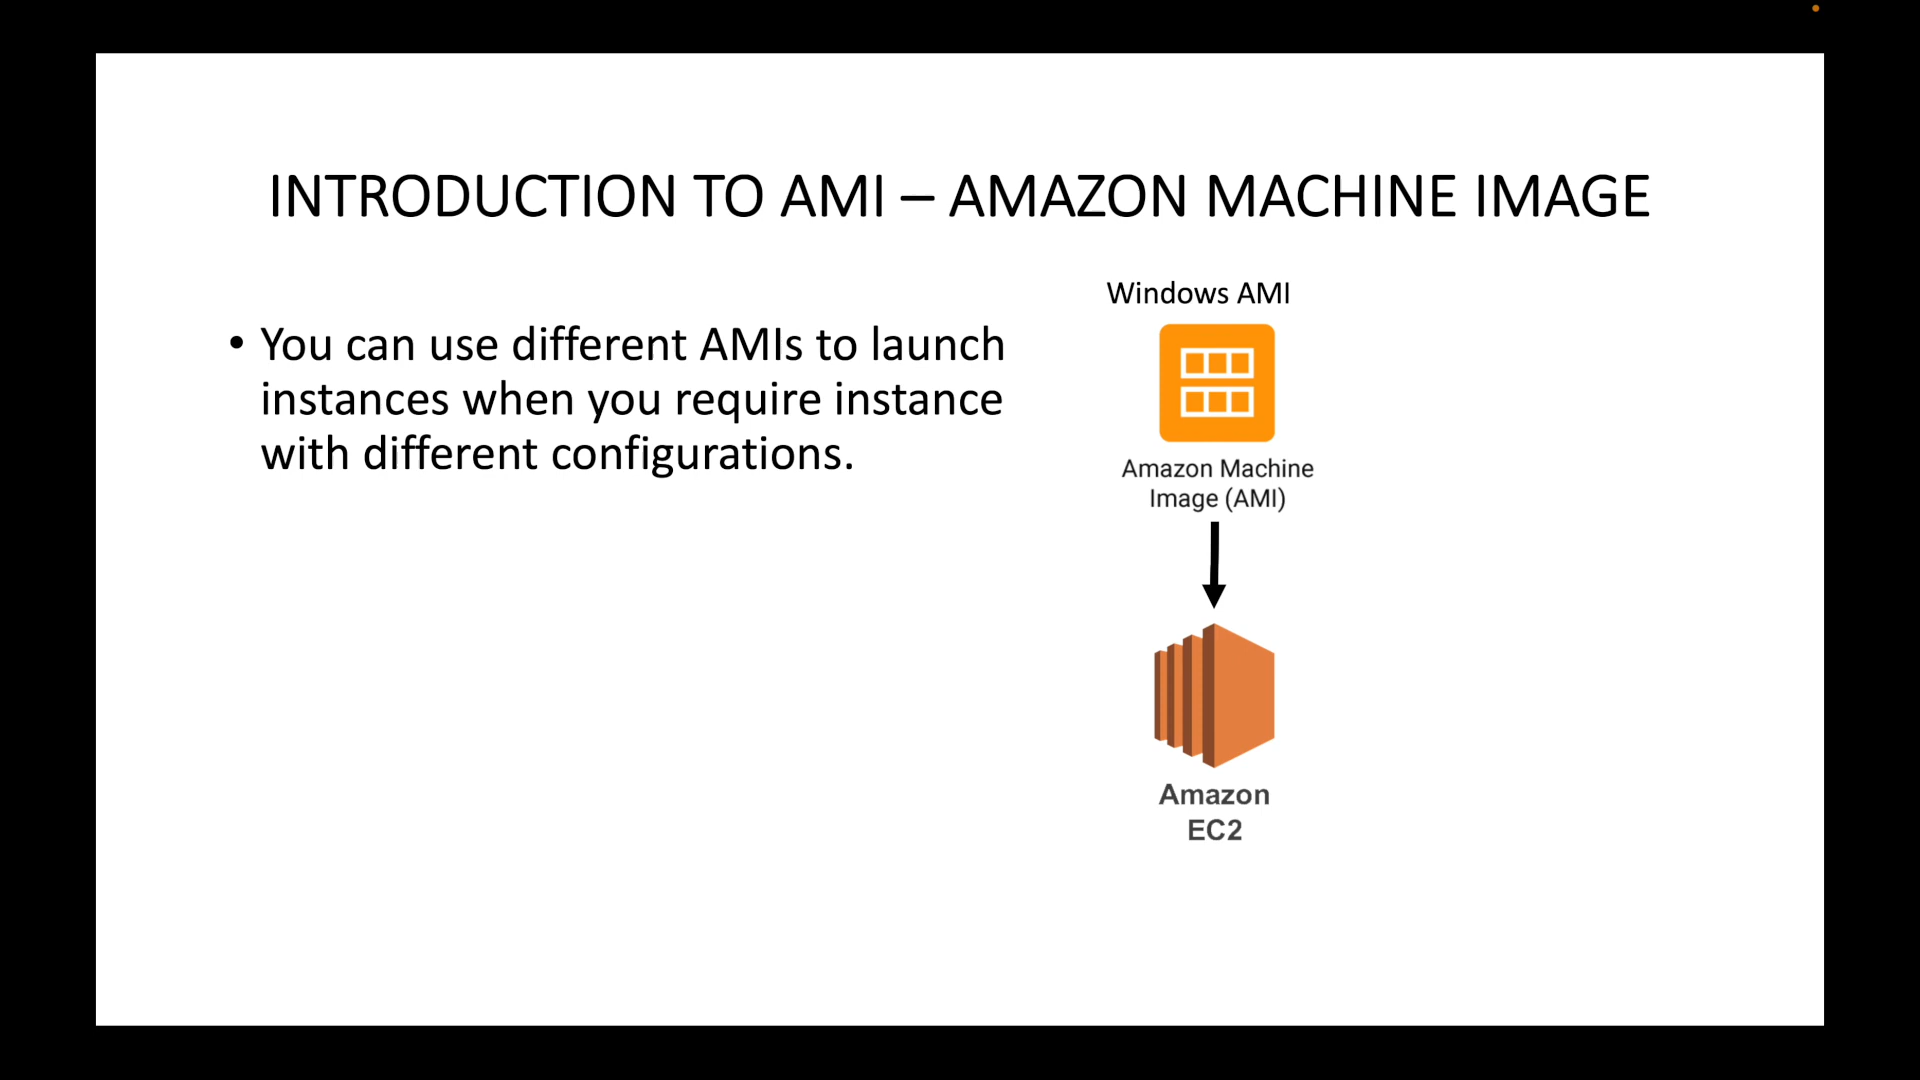 INTRODUCTION TO AMI – AMAZON MACHINE IMAGE
• You can use different AMIs to launch
instances when you require instance
with different configurations.
Windows AMI
Amazon Machine
Image (AMI)
Amazon
EC2